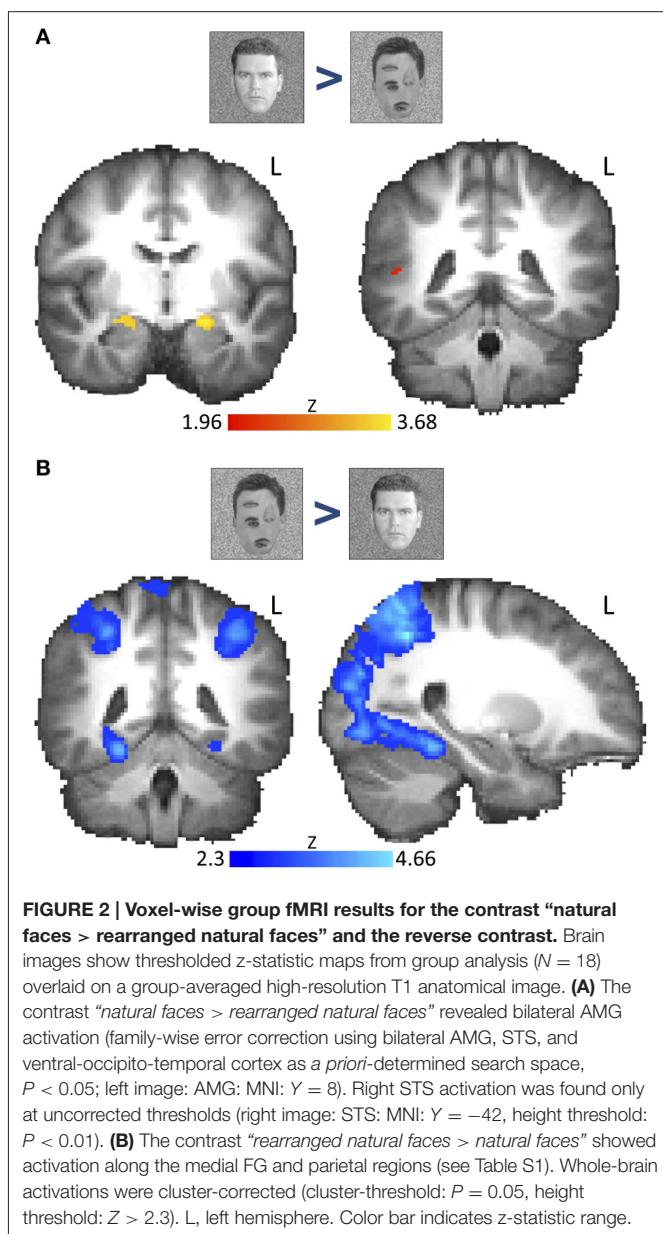 A
>
L
L
Z
1.96 3.68
B
>
L
L
Z
2.3 4.66
FIGURE 2 | Voxel-wise group fMRI results for the contrast “natural
faces > rearranged natural faces” and the reverse contrast. Brain
images show thresholded z-statistic maps from group analysis (N = 18)
overlaid on a group-averaged high-resolution T1 anatomical image. (A) The
contrast “natural faces > rearranged natural faces” revealed bilateral AMG
activation (family-wise error correction using bilateral AMG, STS, and
ventral-occipito-temporal cortex as a priori-determined search space,
P < 0.05; left image: AMG: MNI: Y = 8). Right STS activation was found only
at uncorrected thresholds (right image: STS: MNI: Y = −42, height threshold:
P < 0.01). (B) The contrast “rearranged natural faces > natural faces” showed
activation along the medial FG and parietal regions (see Table S1). Whole-brain
activations were cluster-corrected (cluster-threshold: P = 0.05, height
threshold: Z > 2.3). L, left hemisphere. Color bar indicates z-statistic range.